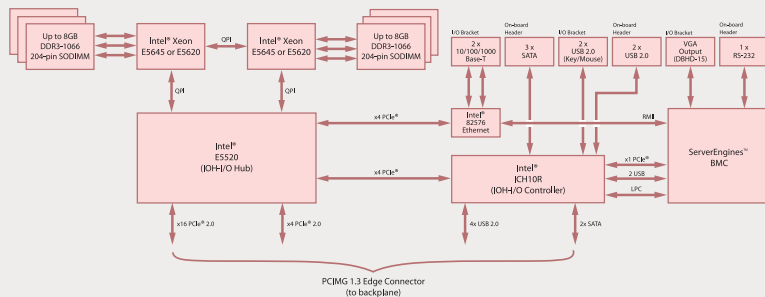 Up to 8GB
DDR3-1066
204-pin SODIMM
Intel® Xeon
E5645 or E5620
QPI
Intel® Xeon
E5645 or E5620
Up to 8GB
DDR3-1066
204-pin SODIMM
I/O Bracket
2 x
10/100/1000
Base-T
On-board
Header
3 x
SATA
I/O Bracket
2 x
USB 2.0
(Key/Mouse)
On-board
Header
2 x
USB 2.0
I/O Bracket
VGA
Output
(DBHD-15)
On-board
Header
1 x
RS-232
QPI
QPI
Intel®
E5520
(IOH-I/O Hub)
x4 PCIe®
Intel®
82576
Ethernet
RMII
ServerEngines™
BMC
x4 PCIe®
Intel®
ICH10R
(IOH-I/O Controller)
x1 PCIe®
2 USB
LPC
x16 PCIe® 2.0
x4 PCIe® 2.0
4x USB 2.0
2x SATA
PCIMG 1.3 Edge Connector
(to backplane)